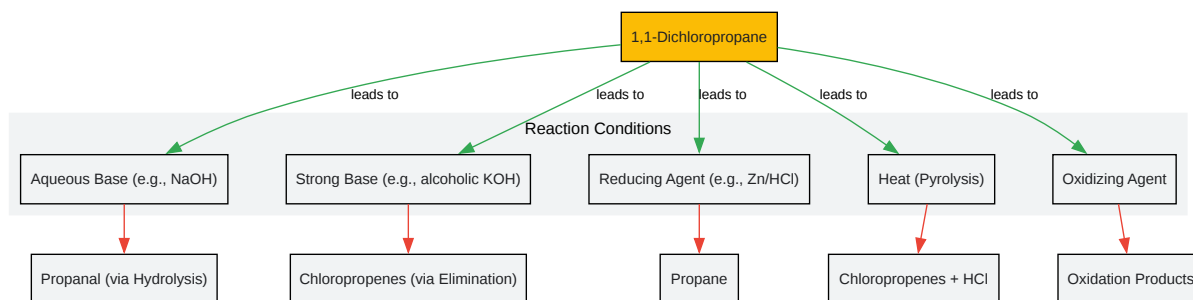 1,1-Dichloropropane
leads to
leads to
leads to
leads to
leads to
Reaction Conditions
Aqueous Base (e.g., NaOH)
Strong Base (e.g., alcoholic KOH)
Reducing Agent (e.g., Zn/HCl)
Heat (Pyrolysis)
Oxidizing Agent
Propanal (via Hydrolysis)
Chloropropenes (via Elimination)
Propane
Chloropropenes + HCl
Oxidation Products